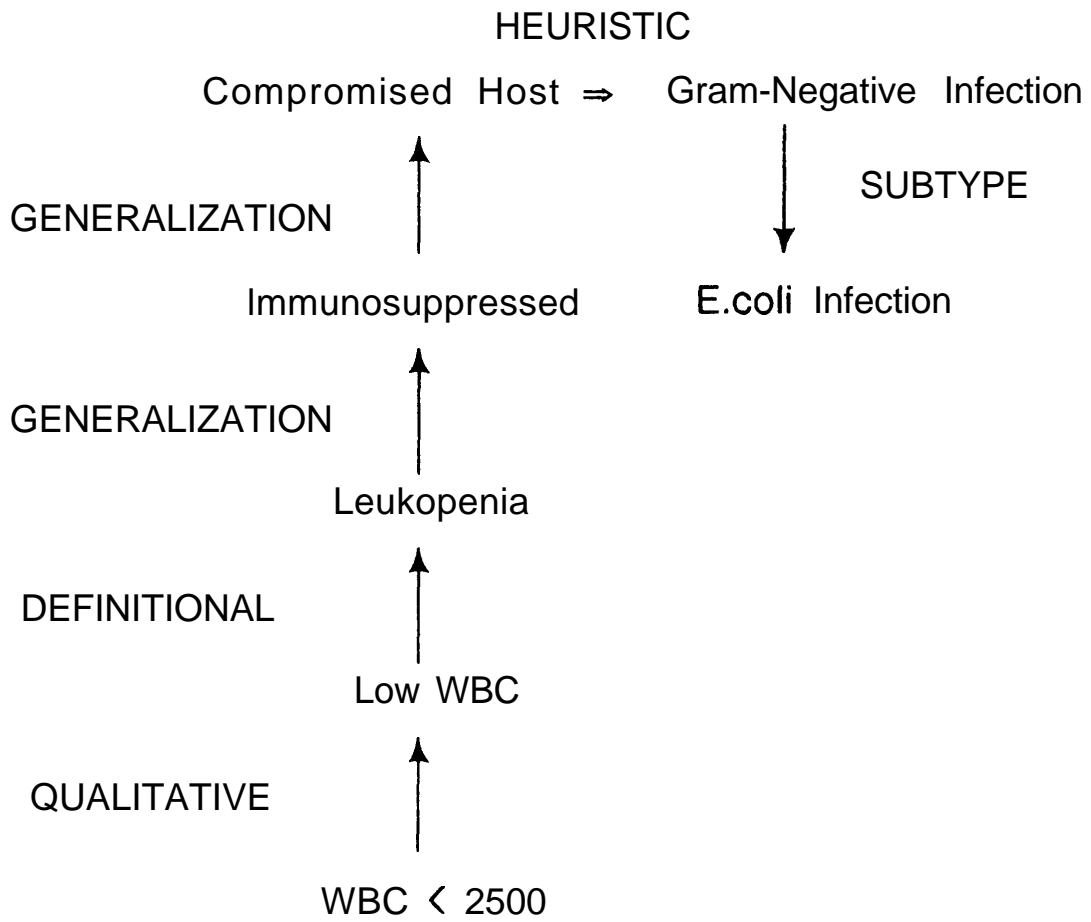 HEURISTIC
Compromised Host ⇒ Gram-Negative Infection
SUBTYPE
GENERALIZATION
Immunosuppressed E.coli Infection
GENERALIZATION
Leukopenia
DEFINITIONAL
Low WBC
QUALITATIVE
WBC < 2500